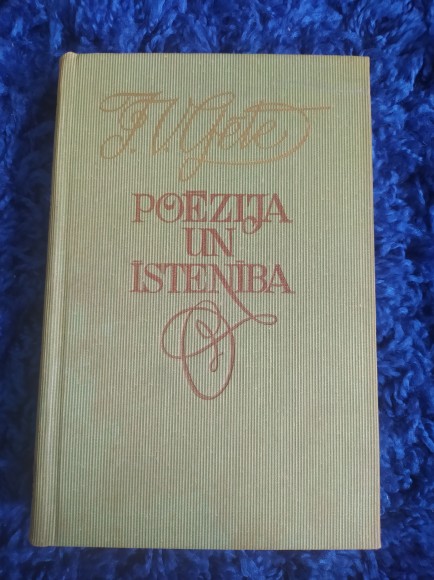 J. V. Gēte
POĒZIJA
UN
ĪSTENĪBA